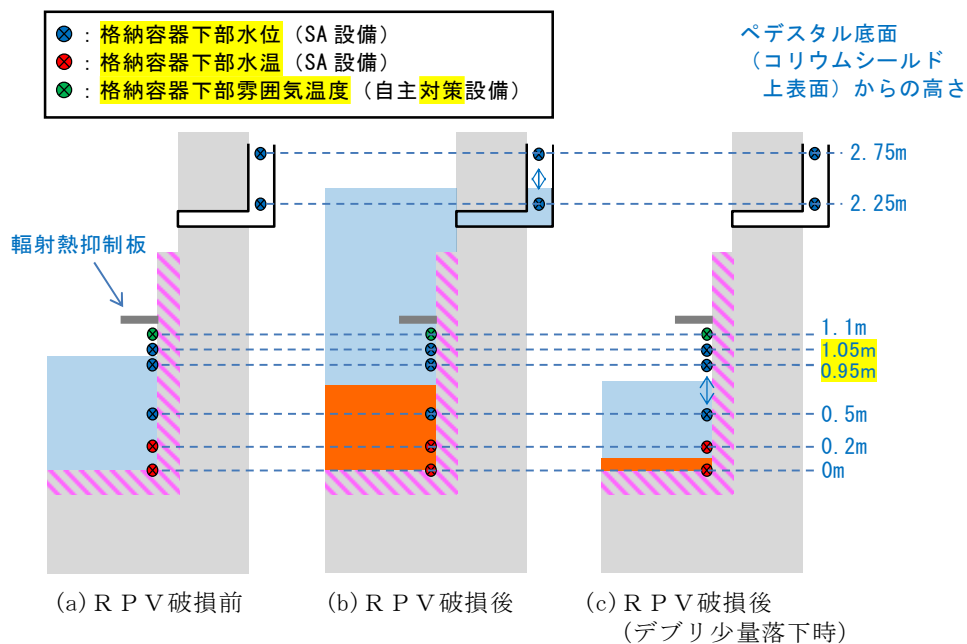 ：格納容器下部水位（SA設備）
：格納容器下部水温（SA設備）
：格納容器下部雰囲気温度（自主対策設備）
ペデスタル底面
（コリウムシールド
上表面）からの高さ
2.75m
2.25m
輻射熱抑制板
1.1m
1.05m
0.95m
0.5m
0.2m
0m
(a)ＲＰＶ破損前
(b)ＲＰＶ破損後
(c)ＲＰＶ破損後
(デブリ少量落下時)